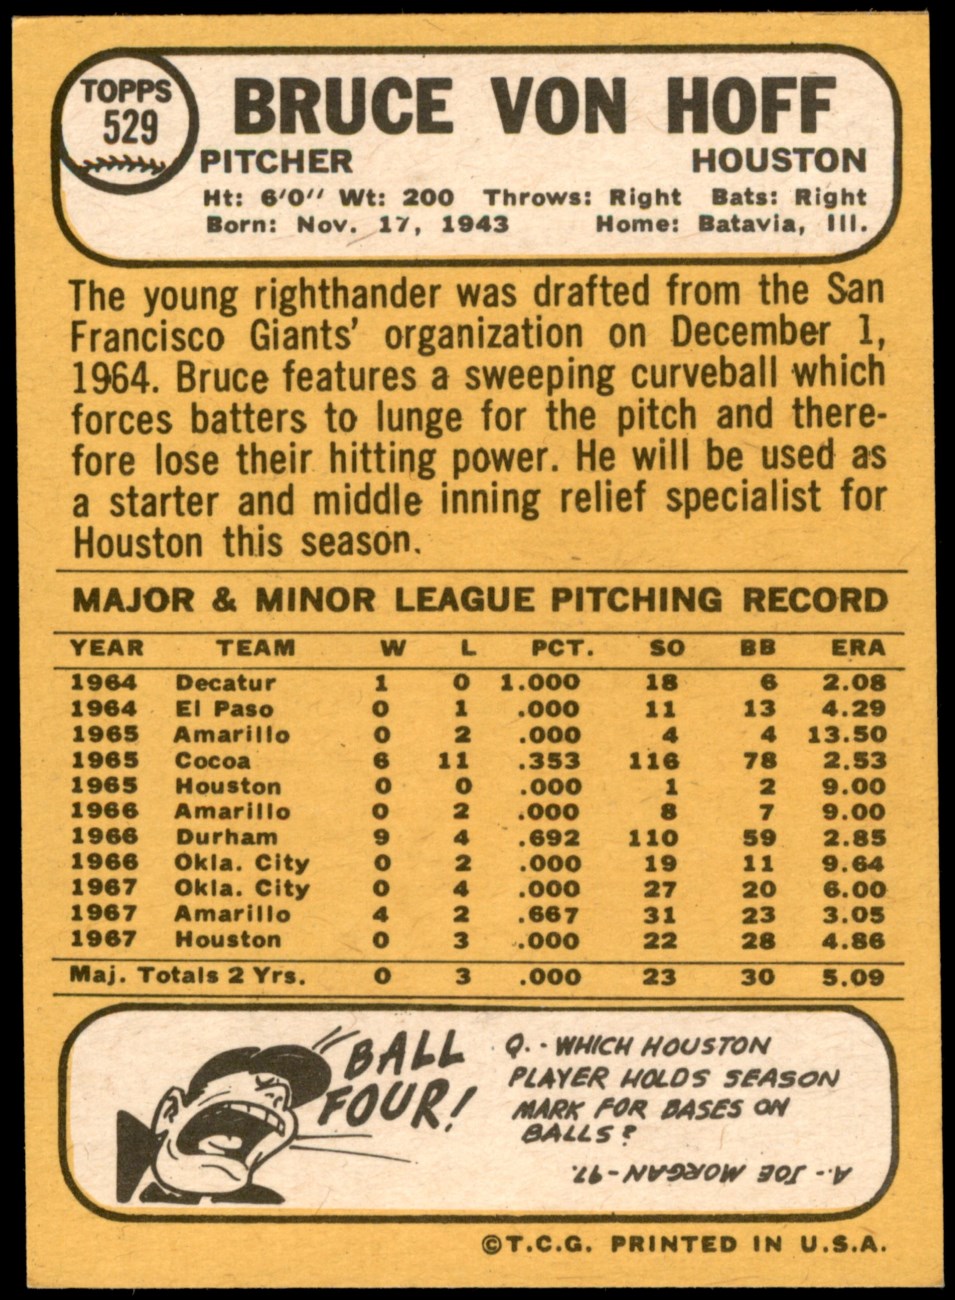 TOPPS
529
BRUCE VON HOFF
PITCHER HOUSTON
Ht: 6'0" Wt: 200 Throws: Right Bats: Right
Born: Nov. 17, 1943 Home: Batavia, Ill.
The young righthander was drafted from the San
Francisco Giants' organization on December 1,
1964. Bruce features a sweeping curveball which
forces batters to lunge for the pitch and there-
fore lose their hitting power. He will be used as
a starter and middle inning relief specialist for
Houston this season.
MAJOR & MINOR LEAGUE PITCHING RECORD
YEAR TEAM W L PCT. SO BB ERA
1964 Decatur 1 0 1.000 18 6 2.08
1964 El Paso 0 1 .000 11 13 4.29
1965 Amarillo 0 2 .000 4 4 13.50
1965 Cocoa 6 11 .353 116 78 2.53
1965 Houston 0 0 .000 1 2 9.00
1966 Amarillo 0 2 .000 8 7 9.00
1966 Durham 9 4 .692 110 59 2.85
1966 Okla. City 0 2 .000 19 11 9.64
1967 Okla. City 0 4 .000 27 20 6.00
1967 Amarillo 4 2 .667 31 23 3.05
1967 Houston 0 3 .000 22 28 4.86
Maj. Totals 2 Yrs. 0 3 .000 23 30 5.09
BALL
FOUR!
Q.- WHICH HOUSTON
PLAYER HOLDS SEASON
MARK FOR BASES ON
BALLS?
A.- JOE MORGAN-97.
©T.C.G. PRINTED IN U.S.A.